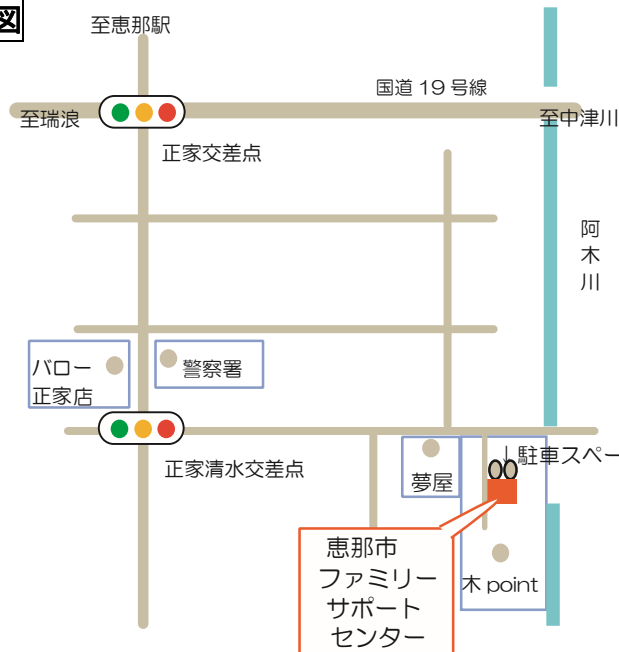 図
至恵那駅
国道 19 号線
至瑞浪
至中津川
正家交差点
阿
木
川
バロー
正家店
警察署
正家清水交差点
↓駐車スペー
夢屋
恵那市
ファミリー
サポート
センター
木 point